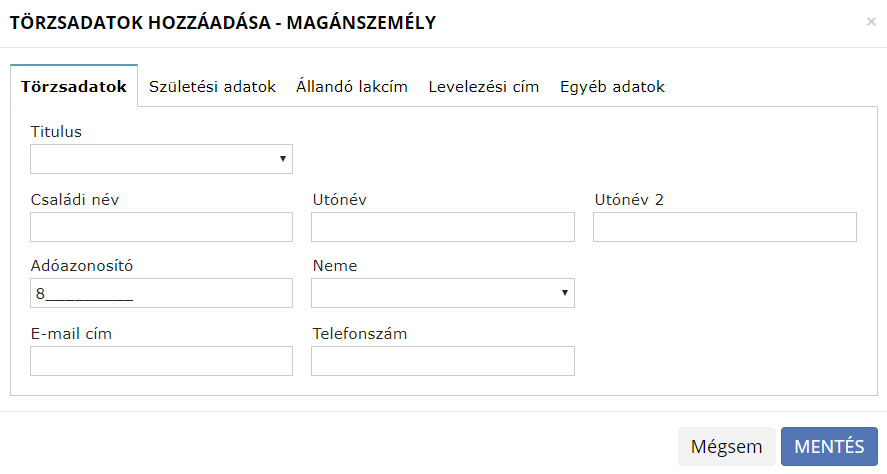 TÖRZSADATOK HOZZÁADÁSA - MAGÁNSZEMÉLY ×
Törzsadatok Születési adatok Állandó lakcím Levelezési cím Egyéb adatok
Titulus
Családi név Utónév Utónév 2
Adóazonosító Neme
8_________
E-mail cím Telefonszám
Mégsem MENTÉS